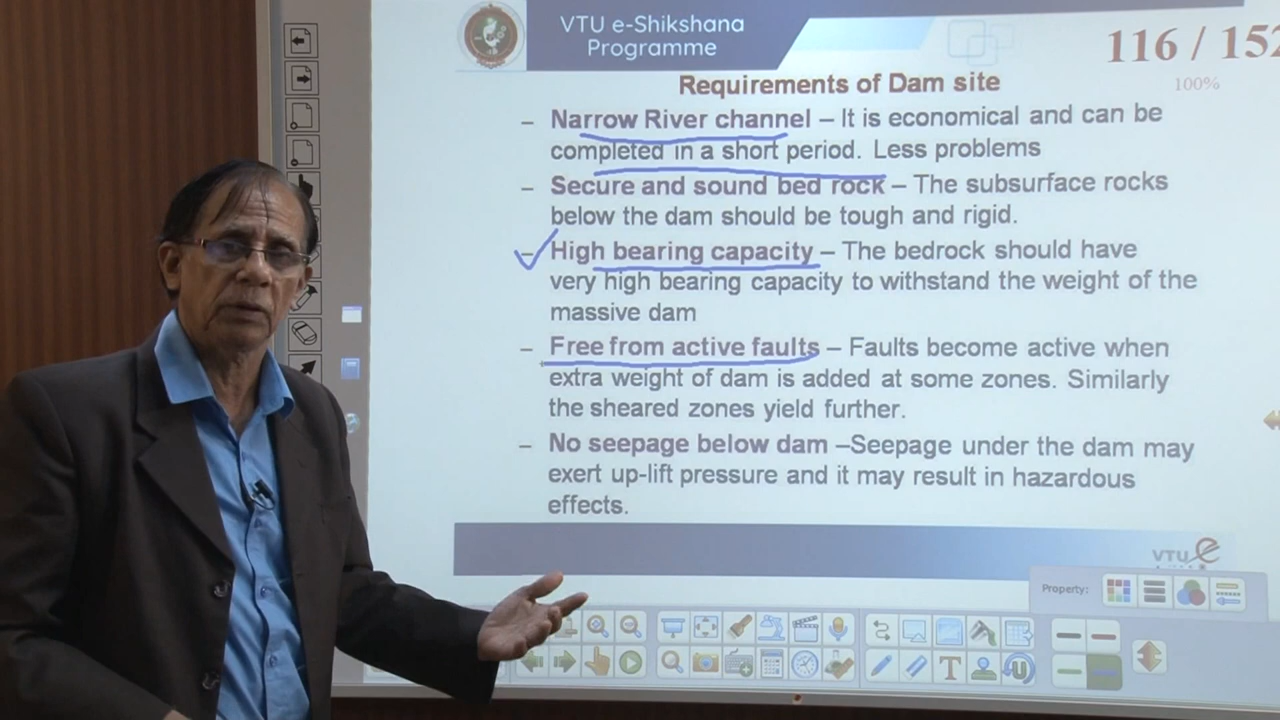 VTU e-Shikshana
Programme
116 / 152
100%
Requirements of Dam site
– Narrow River channel – It is economical and can be
completed in a short period. Less problems
– Secure and sound bed rock – The subsurface rocks
below the dam should be tough and rigid.
– High bearing capacity – The bedrock should have
very high bearing capacity to withstand the weight of the
massive dam
– Free from active faults – Faults become active when
extra weight of dam is added at some zones. Similarly
the sheared zones yield further.
– No seepage below dam –Seepage under the dam may
exert up-lift pressure and it may result in hazardous
effects.
VTU e
Property:
T